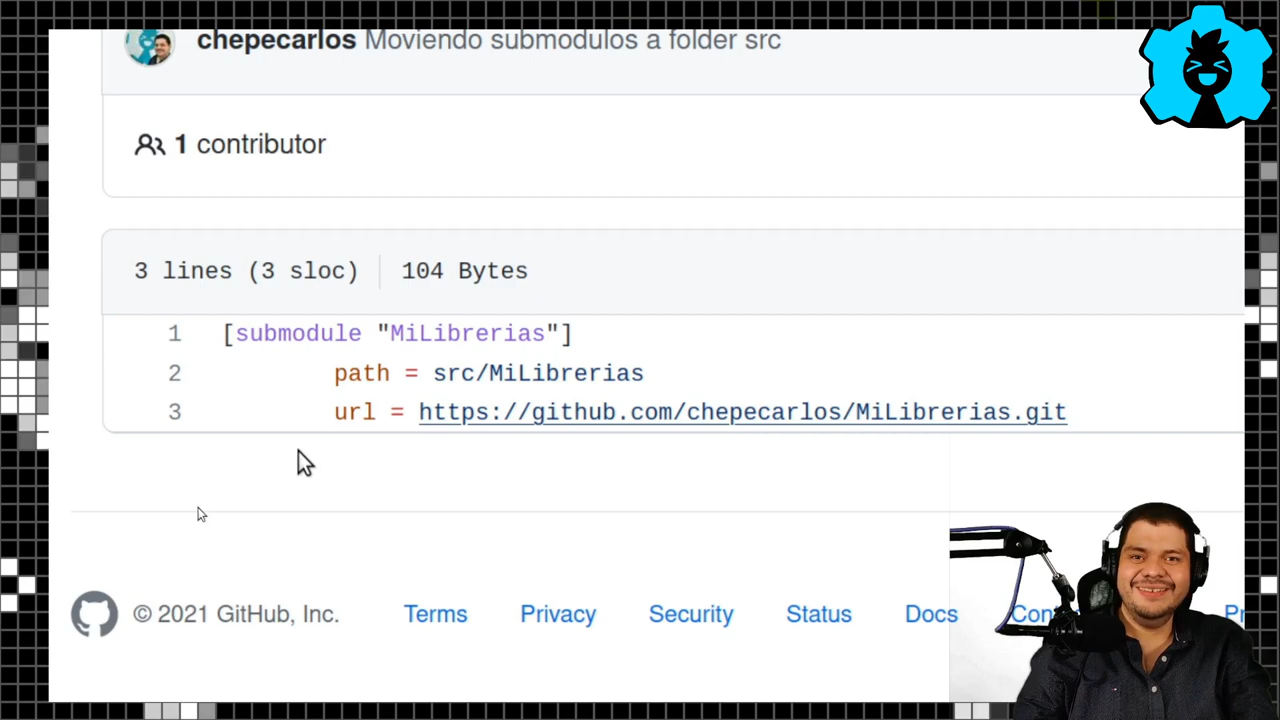 chepecarlos Moviendo submodulos a folder src
1 contributor
3 lines (3 sloc) 104 Bytes
1 [submodule "MiLibrerias"]
2 path = src/MiLibrerias
3 url = https://github.com/chepecarlos/MiLibrerias.git
© 2021 GitHub, Inc. Terms Privacy Security Status Docs